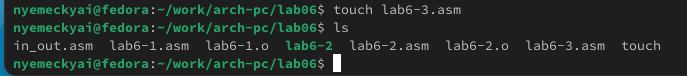 nyemeckyai@fedora:~/work/arch-pc/lab06$ touch lab6-3.asm
nyemeckyai@fedora:~/work/arch-pc/lab06$ ls
in_out.asm  lab6-1.asm  lab6-1.o  lab6-2  lab6-2.asm  lab6-2.o  lab6-3.asm  touch
nyemeckyai@fedora:~/work/arch-pc/lab06$